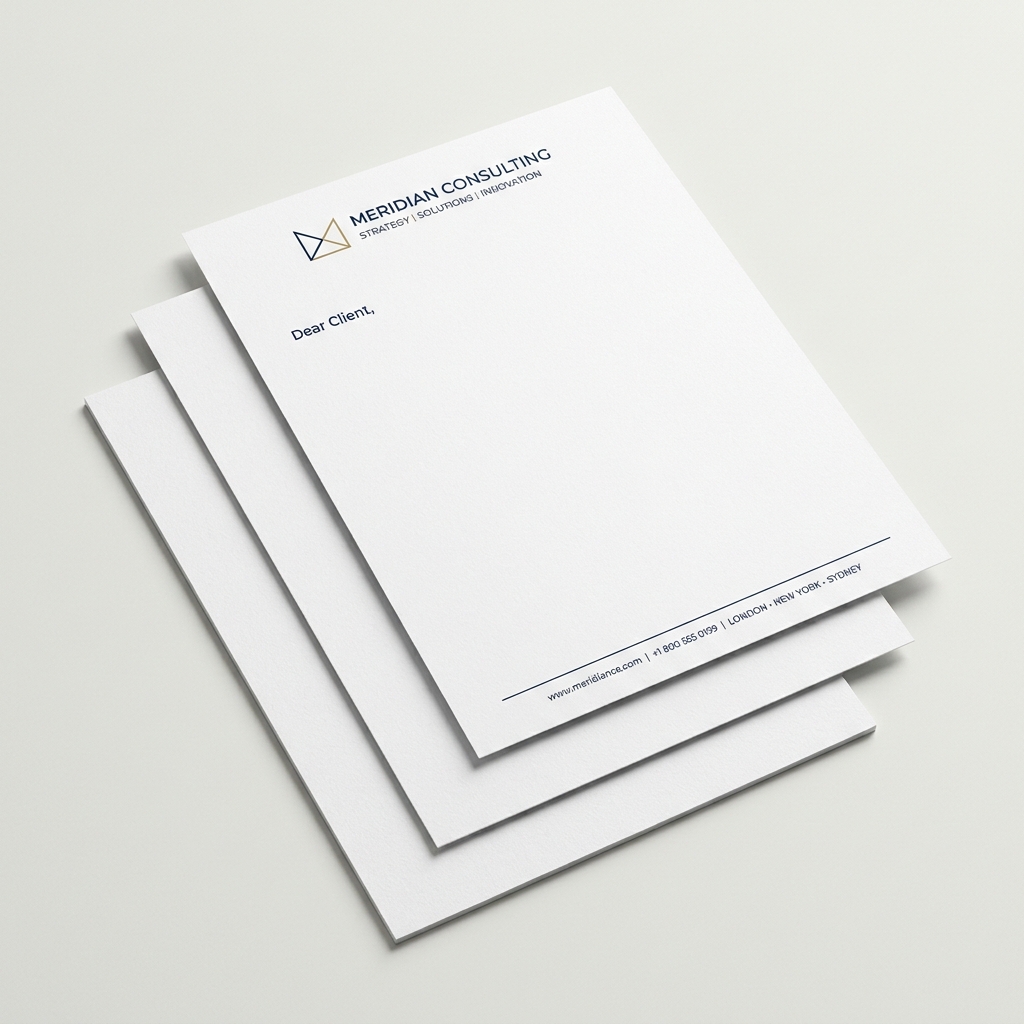 MERIDIAN CONSULTING
STRATEGY | SOLUTIONS | INNOVATION
Dear Client,
www.meridiance.com | +1 800 555 0199 | LONDON • NEW YORK • SYDNEY